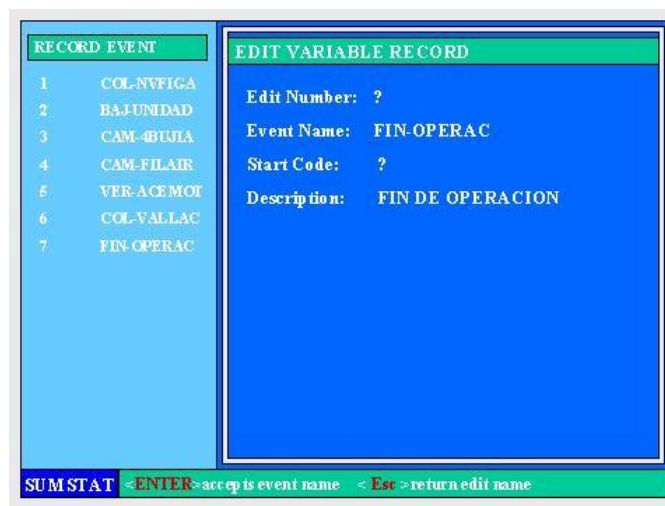 RECORD EVENT
1 COL-NVFIGA
2 BAJ-UNIDAD
3 CAM-4BUJIA
4 CAM-FILAIR
5 VER-ACEMOT
6 COL-VALLAC
7 FIN-OPERAC
EDIT VARIABLE RECORD
Edit Number: ?
Event Name: FIN-OPERAC
Start Code: ?
Description: FIN DE OPERACION
SUMSTAT <ENTER>accepts event name < Esc >return edit name